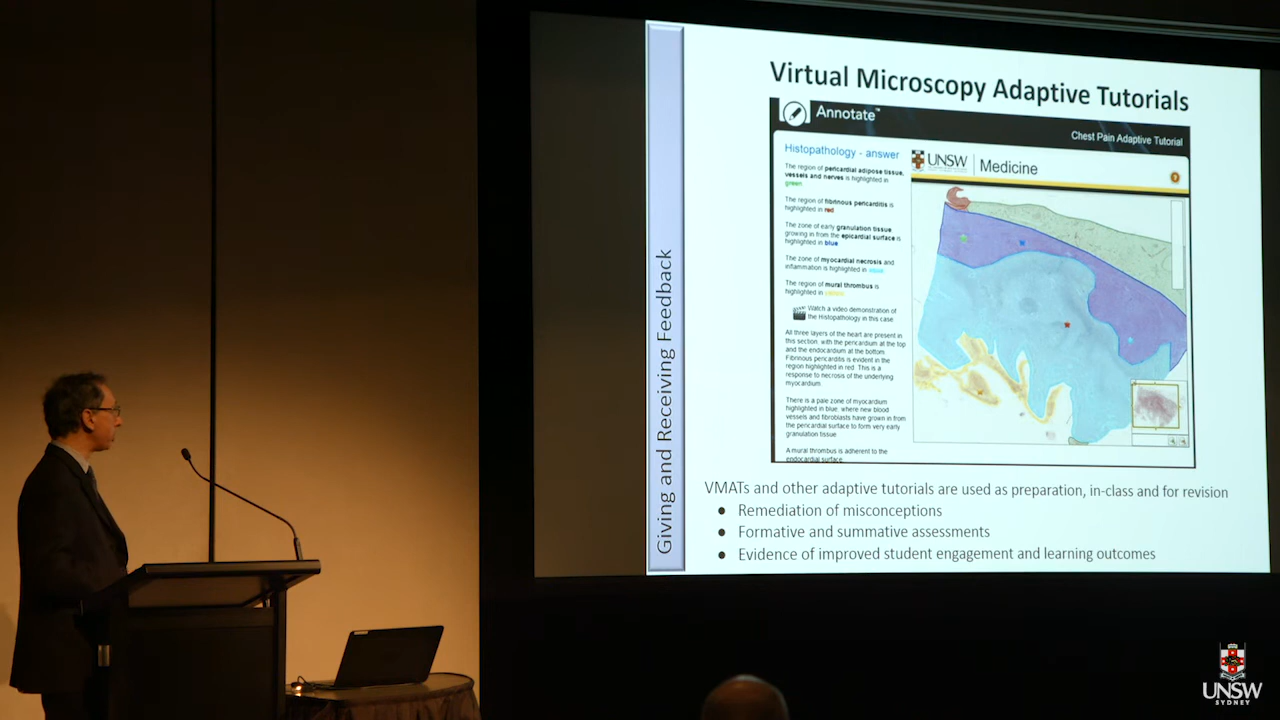 Virtual Microscopy Adaptive Tutorials
Giving and Receiving Feedback
Annotate™
Chest Pain Adaptive Tutorial
Histopathology - answer
The region of pericardial adipose tissue,
vessels and nerves is highlighted in
green
The region of fibrinous pericarditis is
highlighted in red
The zone of early granulation tissue
growing in from the epicardial surface is
highlighted in blue
The zone of myocardial necrosis and
inflammation is highlighted in
The region of mural thrombus is
highlighted in
Watch a video demonstration of
the Histopathology in this case
All three layers of the heart are present in
this section, with the pericardium at the top
and the endocardium at the bottom.
Fibrinous pericarditis is evident in the
region highlighted in red. This is a
response to necrosis of the underlying
myocardium
There is a pale zone of myocardium
highlighted in blue, where new blood
vessels and fibroblasts have grown in from
the pericardial surface to form very early
granulation tissue
A mural thrombus is adherent to the
endocardial surface
UNSW
Medicine
VMATs and other adaptive tutorials are used as preparation, in-class and for revision
● Remediation of misconceptions
● Formative and summative assessments
● Evidence of improved student engagement and learning outcomes
UNSW
SYDNEY